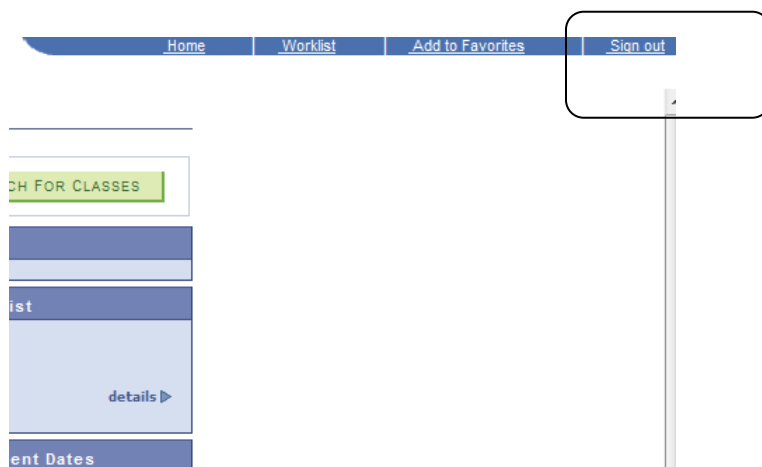 Home Worklist Add to Favorites Sign out
CH FOR CLASSES
ist
details
ent Dates